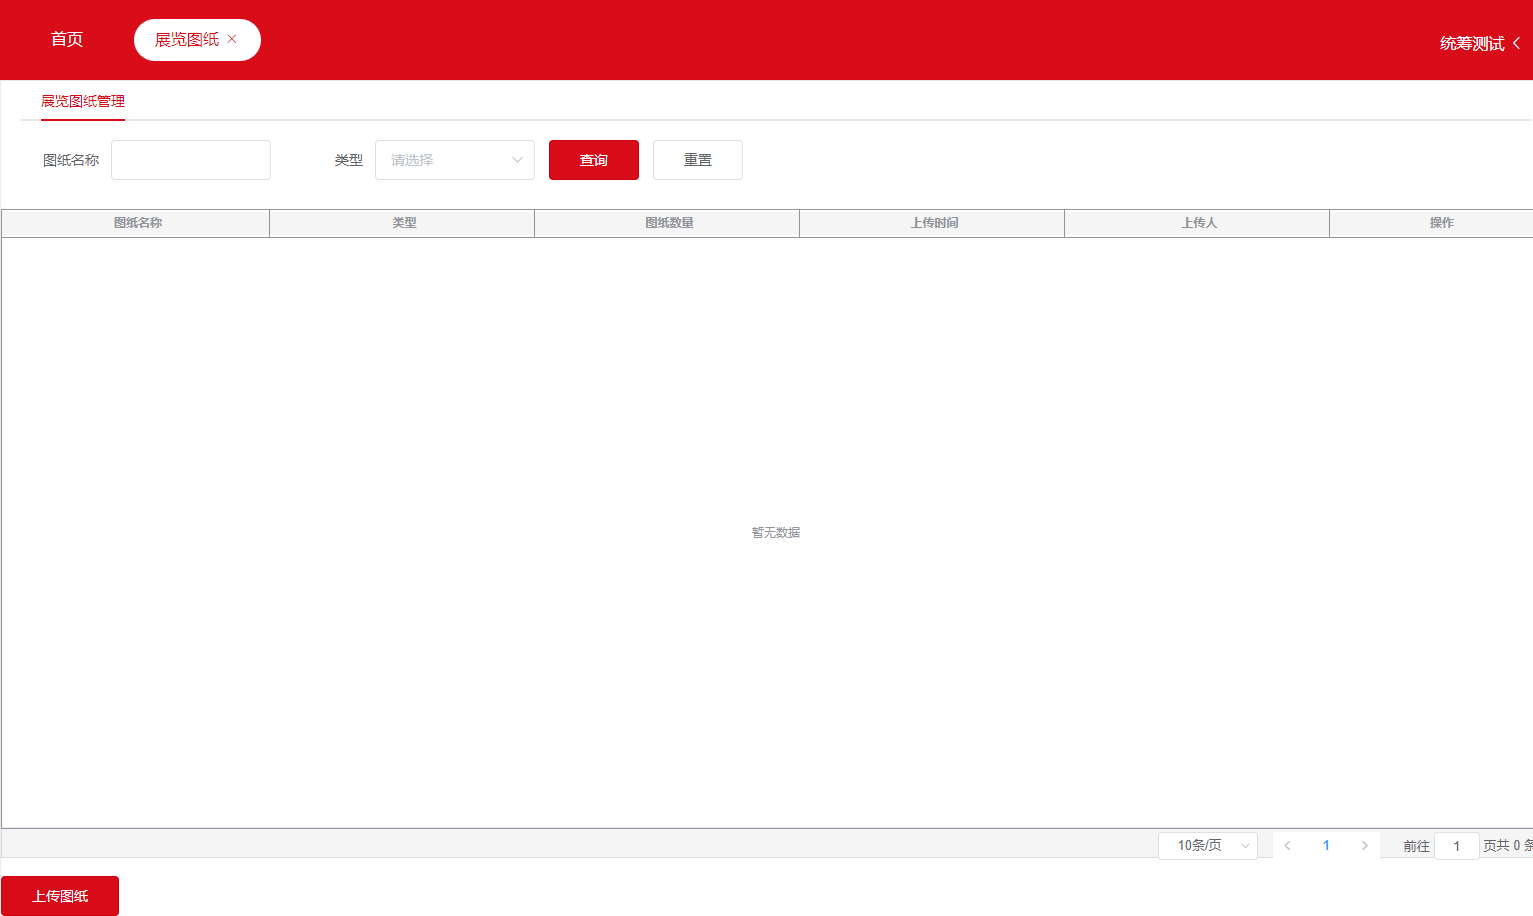 首页
展览图纸
统筹测试
展览图纸管理
图纸名称
类型
请选择
查询
重置
图纸名称 类型 图纸数量 上传时间 上传人 操作
暂无数据
10条/页 1 前往 1 页共 0 条
上传图纸